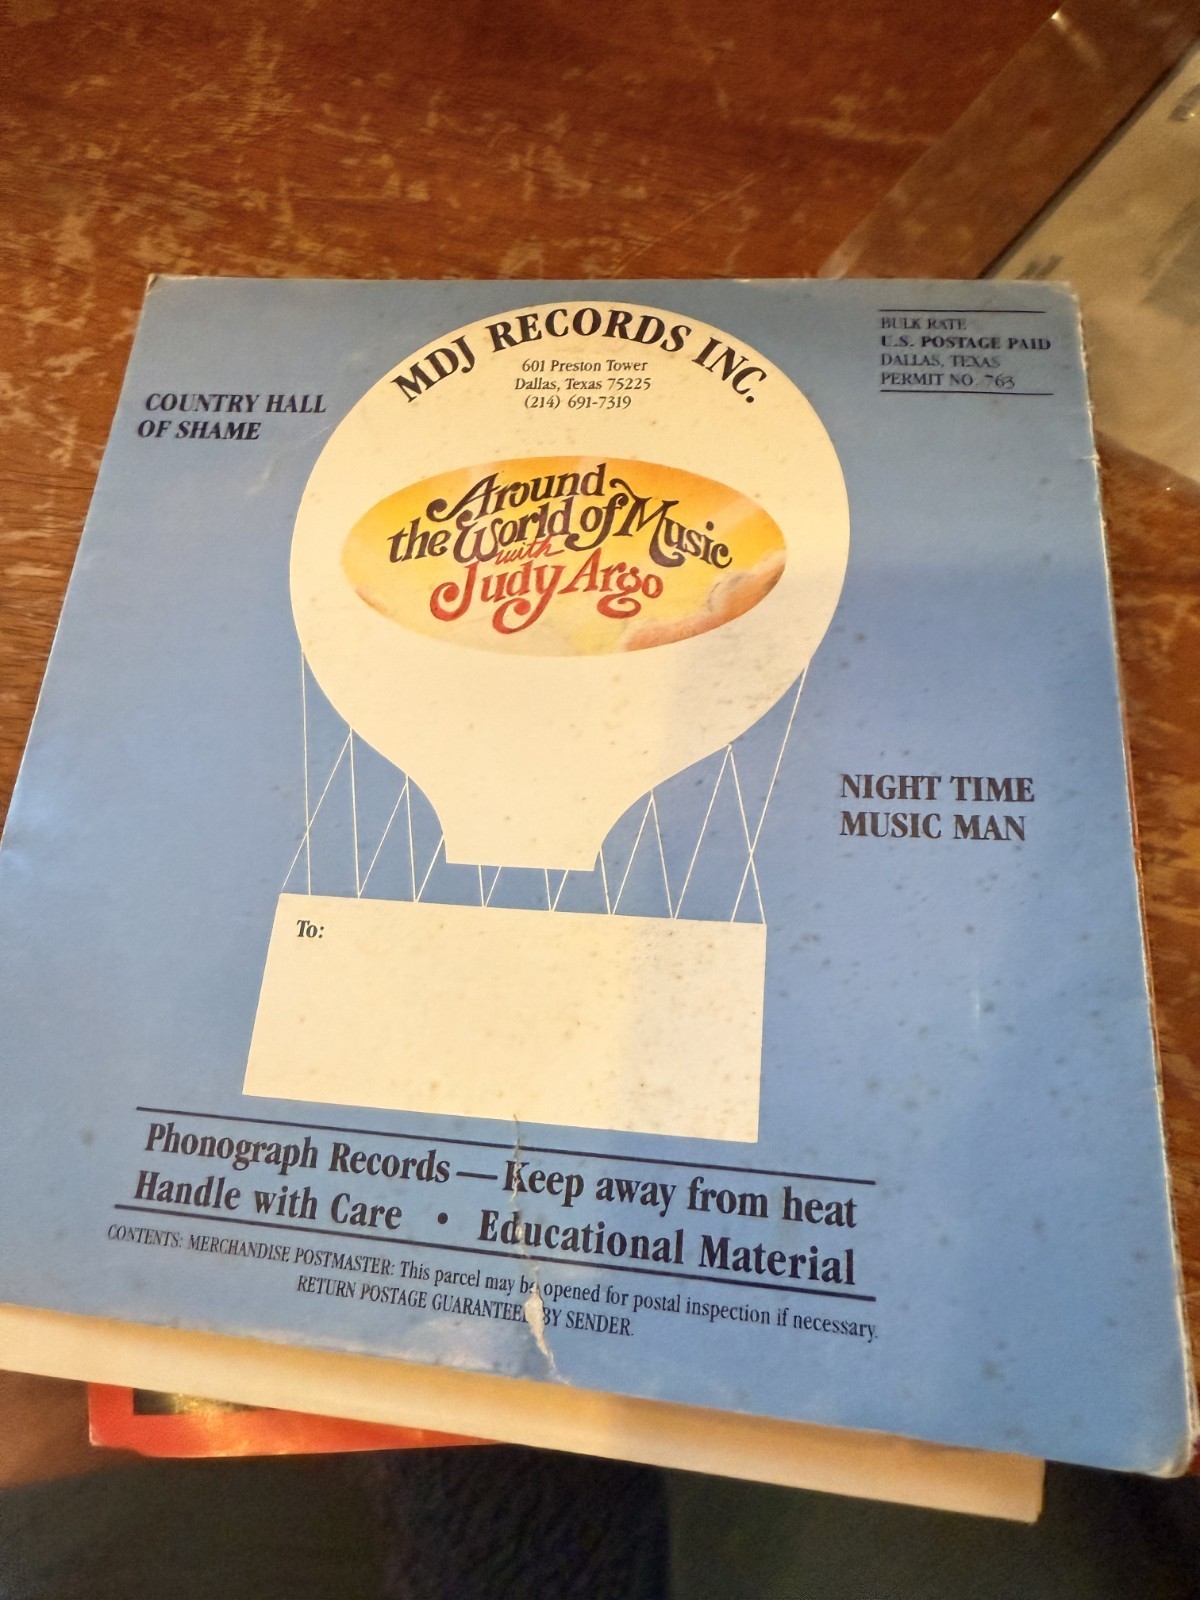 MDJ RECORDS INC.
601 Preston Tower
Dallas, Texas 75225
(214) 691-7319
BULK RATE
U.S. POSTAGE PAID
DALLAS, TEXAS
PERMIT NO. 763
COUNTRY HALL
OF SHAME
Around
the World of Music
with
Judy Argo
NIGHT TIME
MUSIC MAN
To:
Phonograph Records — Keep away from heat
Handle with Care • Educational Material
CONTENTS: MERCHANDISE POSTMASTER: This parcel may be opened for postal inspection if necessary.
RETURN POSTAGE GUARANTEED BY SENDER.